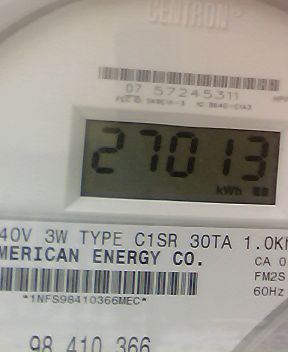 CENTRON
07 57245311
27013
kWh
40V 3W TYPE C1SR 30TA 1.0K
MERICAN ENERGY CO.
CA 0
FM2S
60Hz
*1NFS98410366MEC*
98 410 366